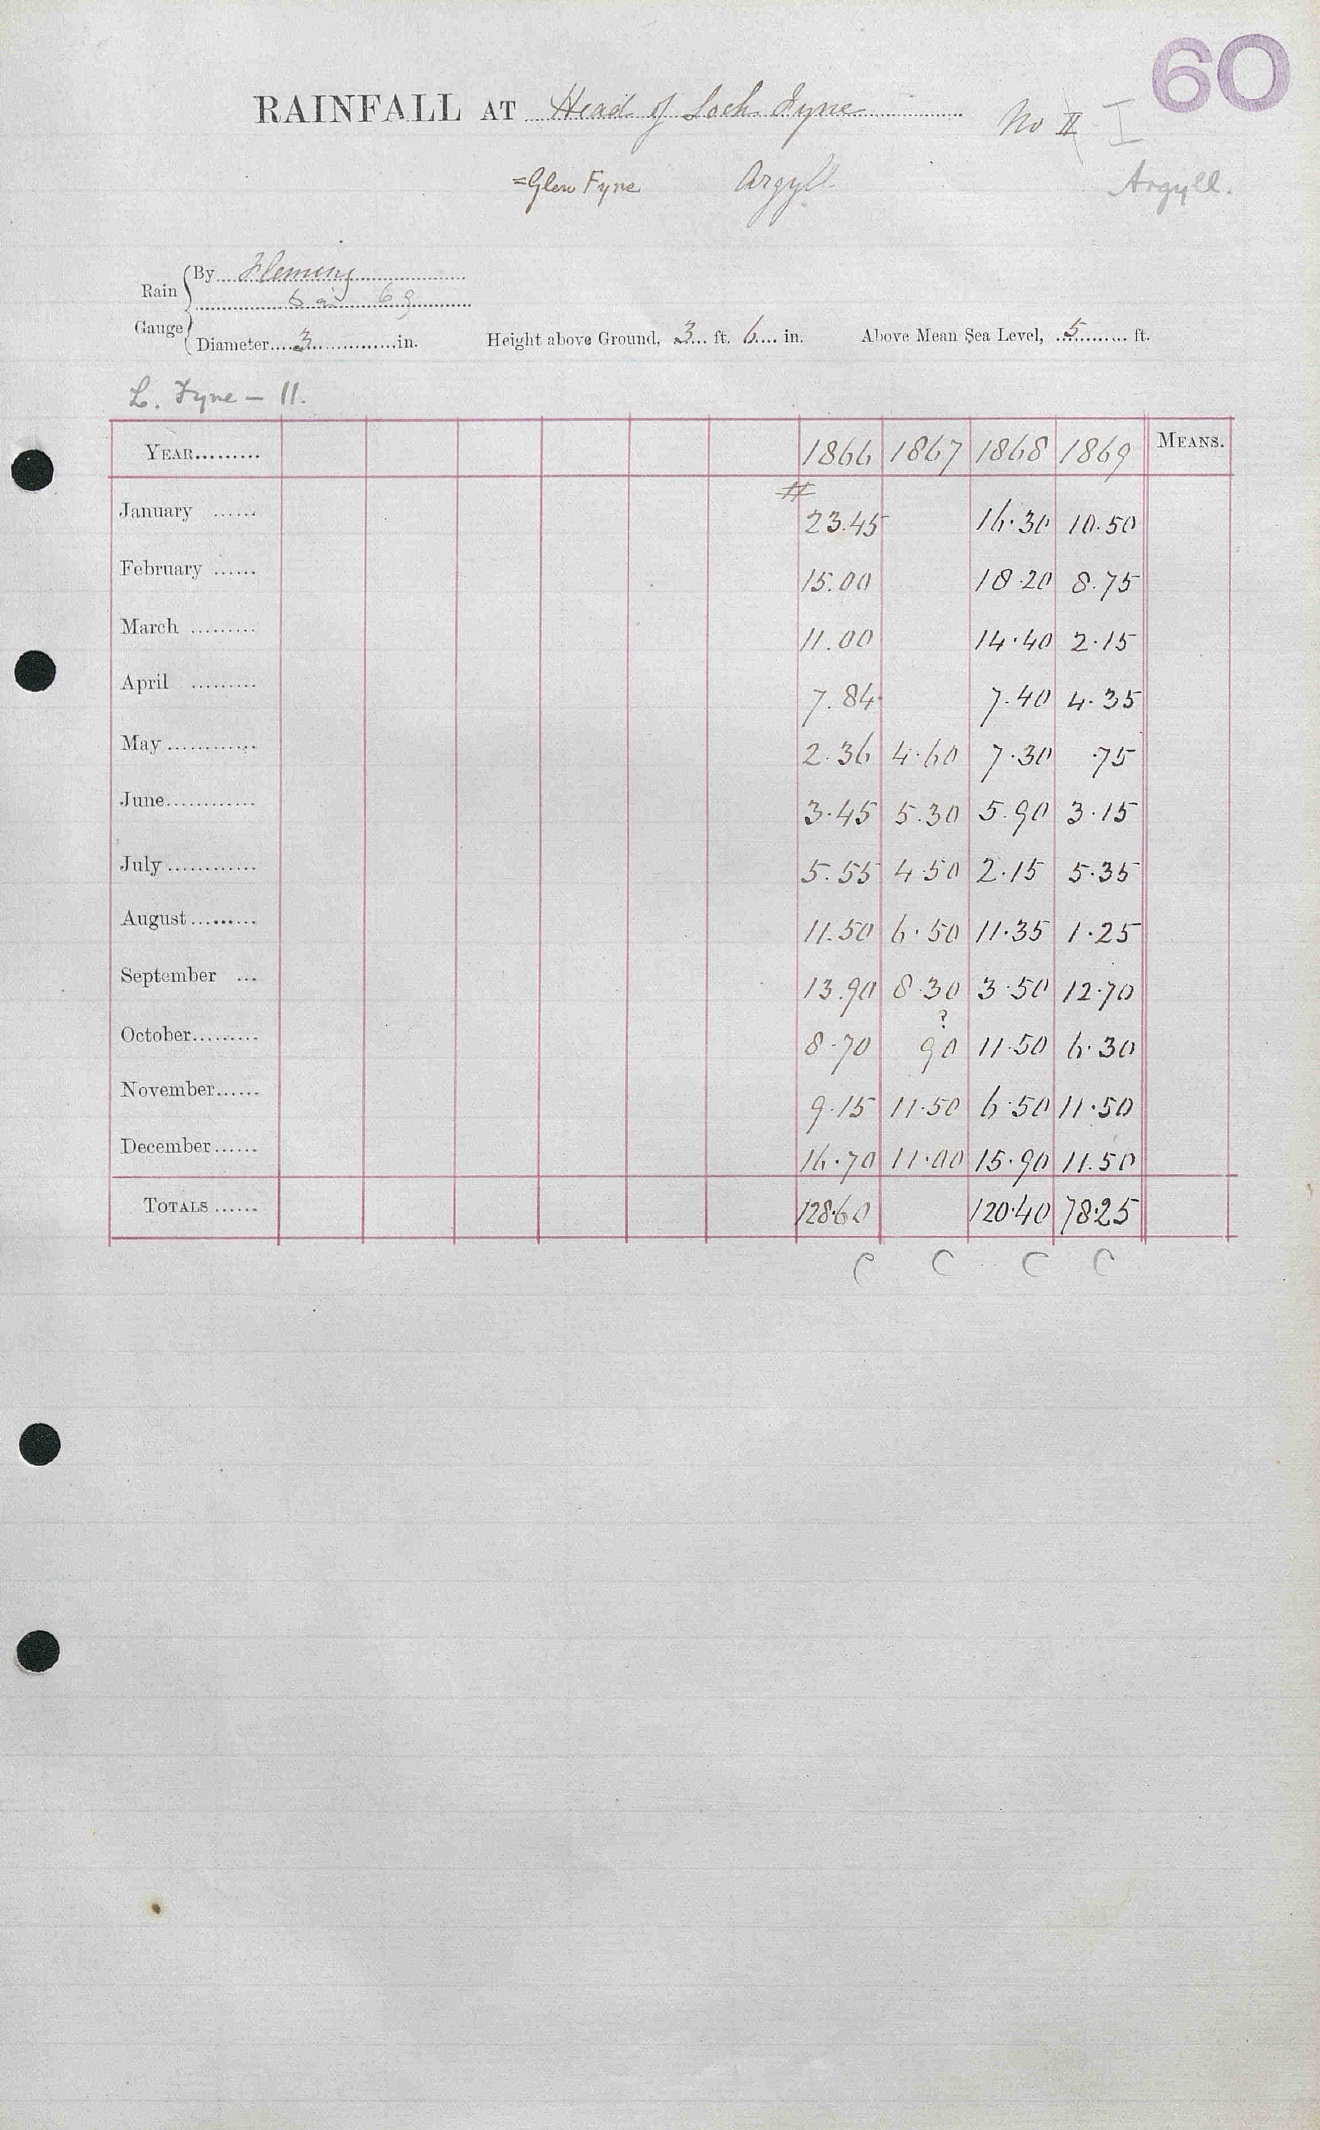 60
RAINFALL AT Head of Loch Fyne No II I
=Glen Fyne Argyll Argyll.
Rain Gauge { By Fleming
69
Diameter 3 in. Height above Ground, 3 ft. 6 in. Above Mean Sea Level, 5 ft.
L. Fyne — 11.
YEAR......... 1866 1867 1868 1869 MEANS.
#
January ...... 23.45 16.30 10.50
February ...... 15.00 18.20 8.75
March ......... 11.00 14.40 2.15
April ......... 7.84 7.40 4.35
May ............ 2.36 4.60 7.30 .75
June............ 3.45 5.30 5.90 3.15
July ............ 5.55 4.50 2.15 5.35
August ......... 11.50 6.50 11.35 1.25
September ... 13.90 8.30 3.50 12.70
?
October......... 8.70 90 11.50 6.30
November...... 9.15 11.50 6.50 11.50
December...... 16.70 11.00 15.90 11.50
TOTALS ...... 128.60 120.40 78.25
C C C C